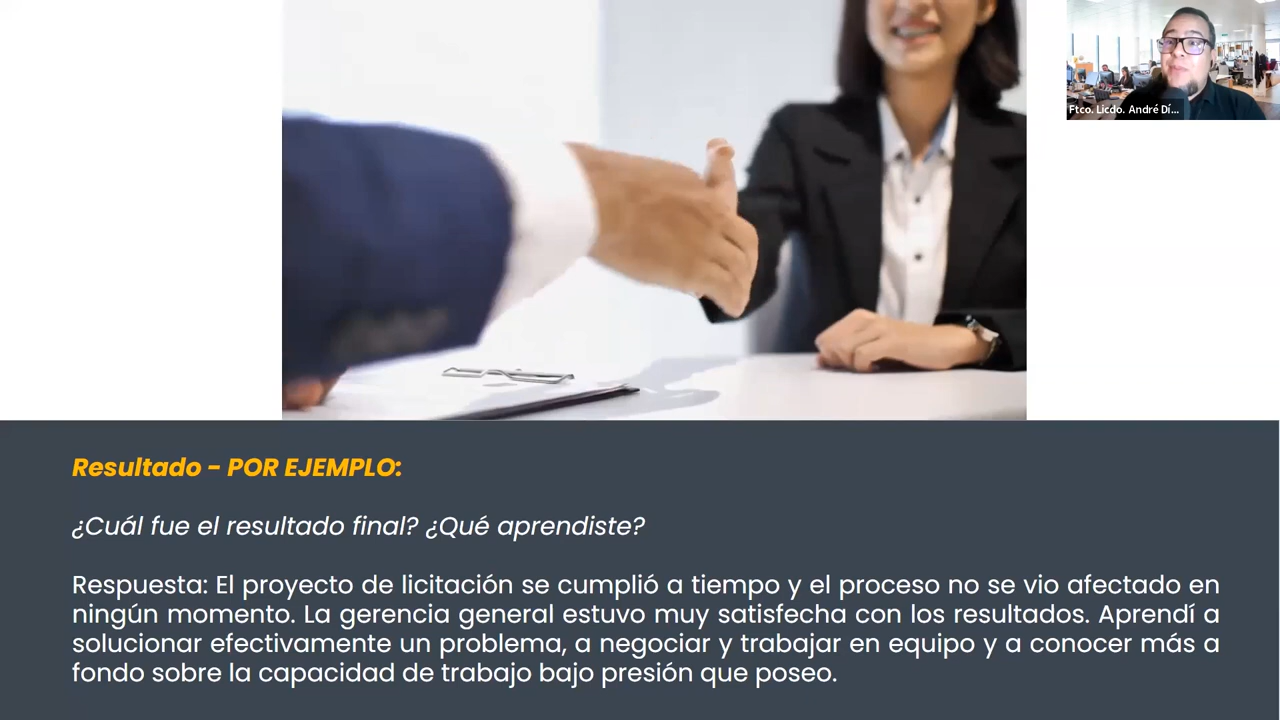 Ftco. Licdo. André Dí...
Resultado - POR EJEMPLO:
¿Cuál fue el resultado final? ¿Qué aprendiste?
Respuesta: El proyecto de licitación se cumplió a tiempo y el proceso no se vio afectado en
ningún momento. La gerencia general estuvo muy satisfecha con los resultados. Aprendí a
solucionar efectivamente un problema, a negociar y trabajar en equipo y a conocer más a
fondo sobre la capacidad de trabajo bajo presión que poseo.